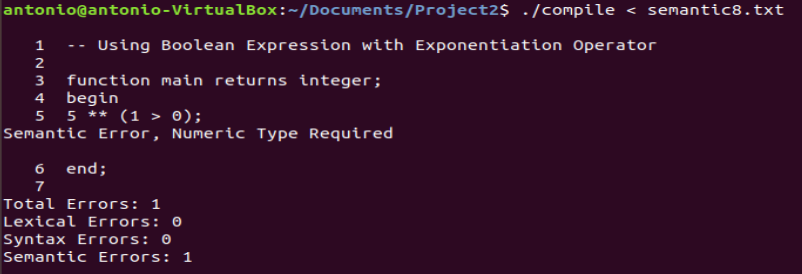 antonio@antonio-VirtualBox:~/Documents/Project2$ ./compile < semantic8.txt
1 -- Using Boolean Expression with Exponentiation Operator
2
3 function main returns integer;
4 begin
5 5 ** (1 > 0);
Semantic Error, Numeric Type Required
6 end;
7
Total Errors: 1
Lexical Errors: 0
Syntax Errors: 0
Semantic Errors: 1